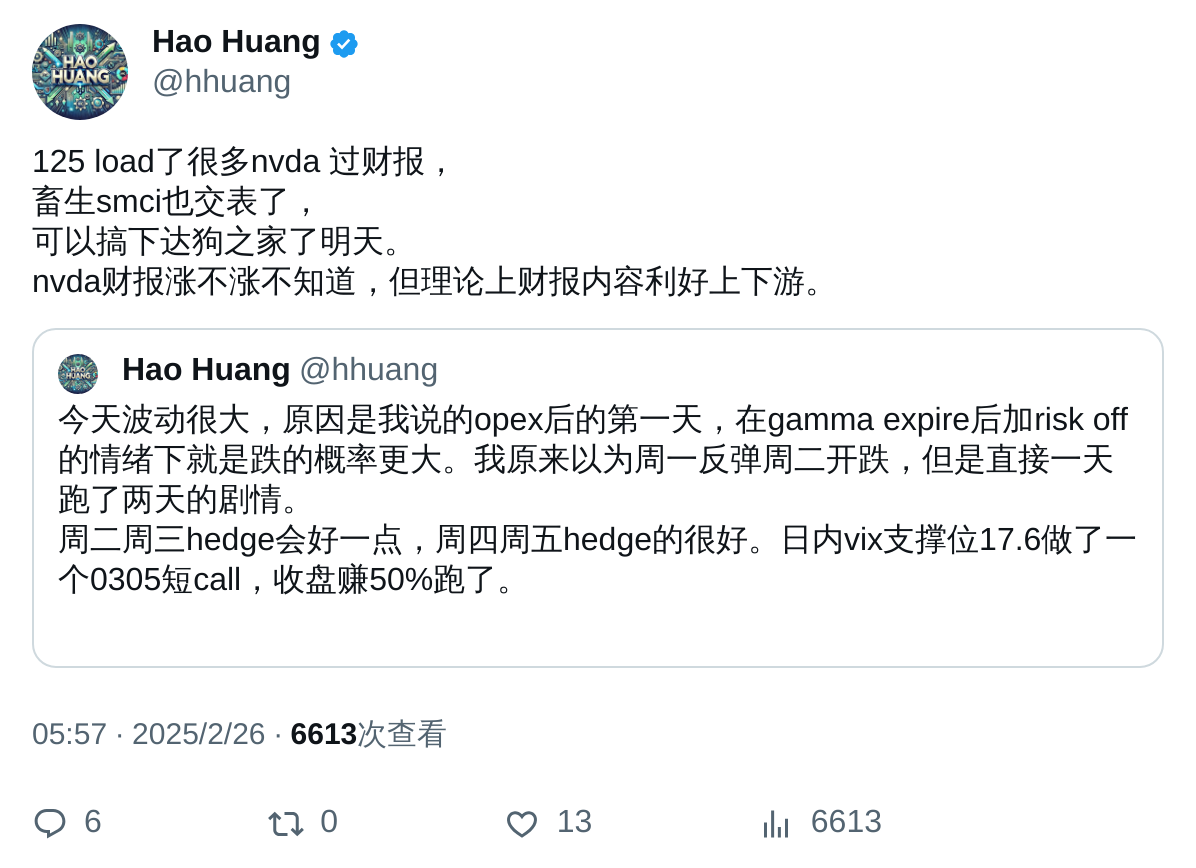 HAO
HUANG
Hao Huang
@hhuang
125 load了很多nvda 过财报，
畜生smci也交表了，
可以搞下达狗之家了明天。
nvda财报涨不涨不知道，但理论上财报内容利好上下游。
HAO
HUANG
Hao Huang @hhuang
今天波动很大，原因是我说的opex后的第一天，在gamma expire后加risk off
的情绪下就是跌的概率更大。我原来以为周一反弹周二开跌，但是直接一天
跑了两天的剧情。
周二周三hedge会好一点，周四周五hedge的很好。日内vix支撑位17.6做了一
个0305短call，收盘赚50%跑了。
05:57 · 2025/2/26 · 6613次查看
6 0 13 6613